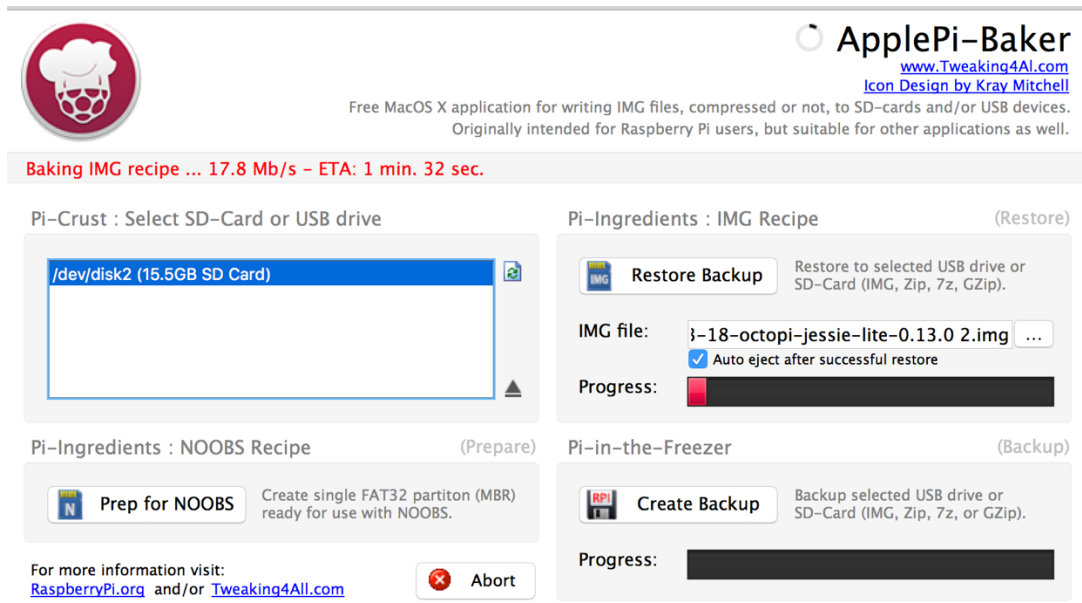 ApplePi-Baker
www.Tweaking4Al.com
Icon Design by Kray Mitchell
Free MacOS X application for writing IMG files, compressed or not, to SD-cards and/or USB devices.
Originally intended for Raspberry Pi users, but suitable for other applications as well.
Baking IMG recipe ... 17.8 Mb/s - ETA: 1 min. 32 sec.
Pi-Crust : Select SD-Card or USB drive
/dev/disk2 (15.5GB SD Card)
Pi-Ingredients : IMG Recipe (Restore)
IMG
Restore Backup
Restore to selected USB drive or
SD-Card (IMG, Zip, 7z, GZip).
IMG file: 3-18-octopi-jessie-lite-0.13.0 2.img ...
Auto eject after successful restore
Progress:
Pi-Ingredients : NOOBS Recipe (Prepare)
N
Prep for NOOBS
Create single FAT32 partiton (MBR)
ready for use with NOOBS.
Pi-in-the-Freezer (Backup)
RPI
Create Backup
Backup selected USB drive or
SD-Card (IMG, Zip, 7z, or GZip).
Progress:
For more information visit:
RaspberryPi.org and/or Tweaking4All.com
Abort